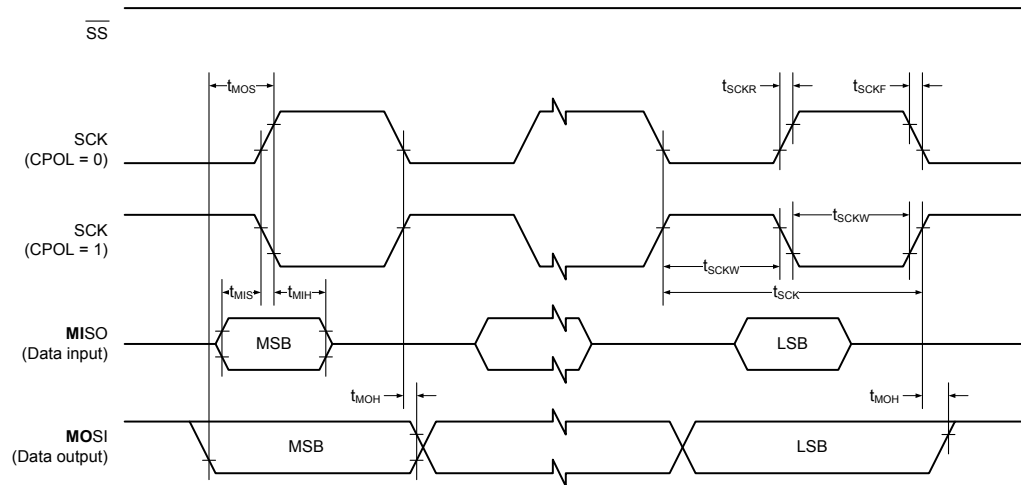 SS
tMOS
tSCKR
tSCKF
SCK
(CPOL = 0)
SCK
(CPOL = 1)
tSCKW
tSCKW
tSCK
tMIS
tMIH
MISO
(Data input)
MSB
LSB
tMOH
tMOH
MOSI
(Data output)
MSB
LSB